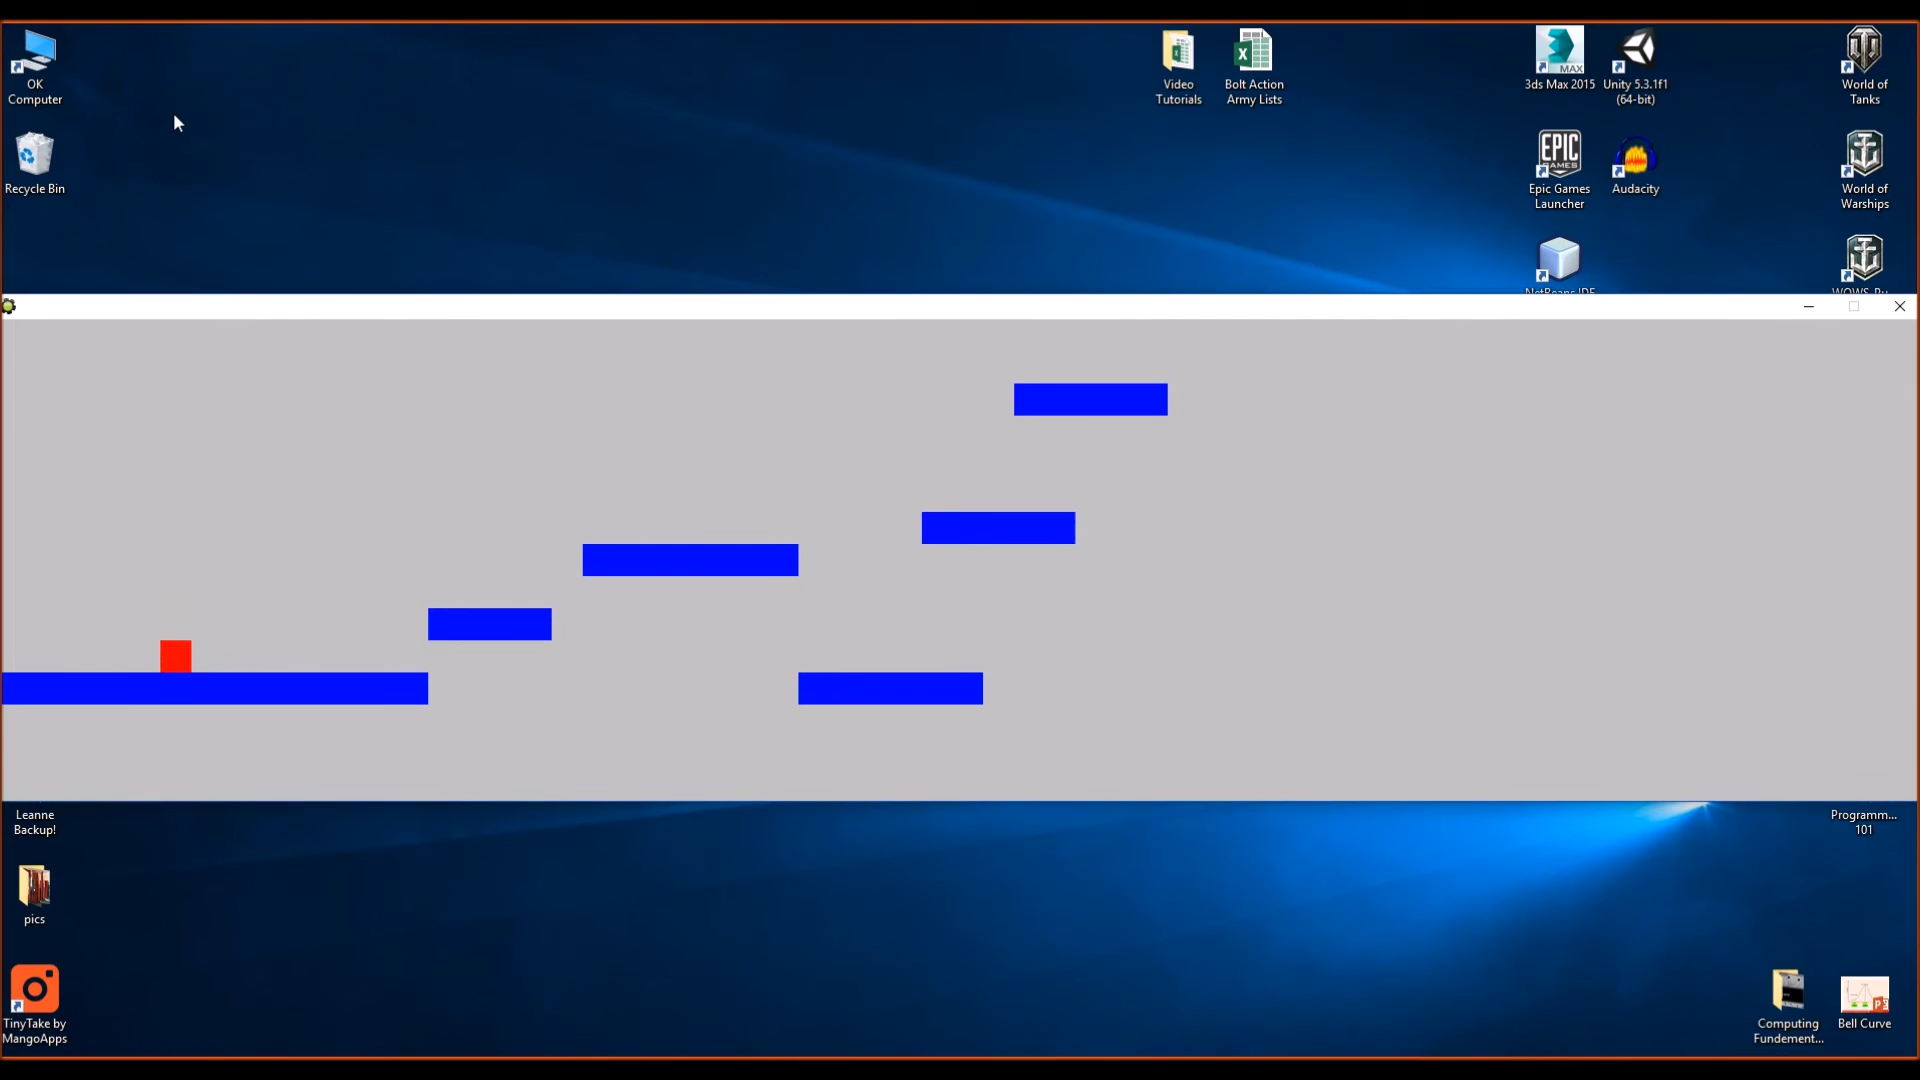 OK
Computer
Recycle Bin
Video
Tutorials
Bolt Action
Army Lists
3ds Max 2015
MAX
Unity 5.3.1f1
(64-bit)
World of
Tanks
EPIC
GAMES
Epic Games
Launcher
Audacity
World of
Warships
NetBeans IDE
Leanne
Backup!
pics
TinyTake by
MangoApps
Programm...
101
Computing
Fundement...
Bell Curve